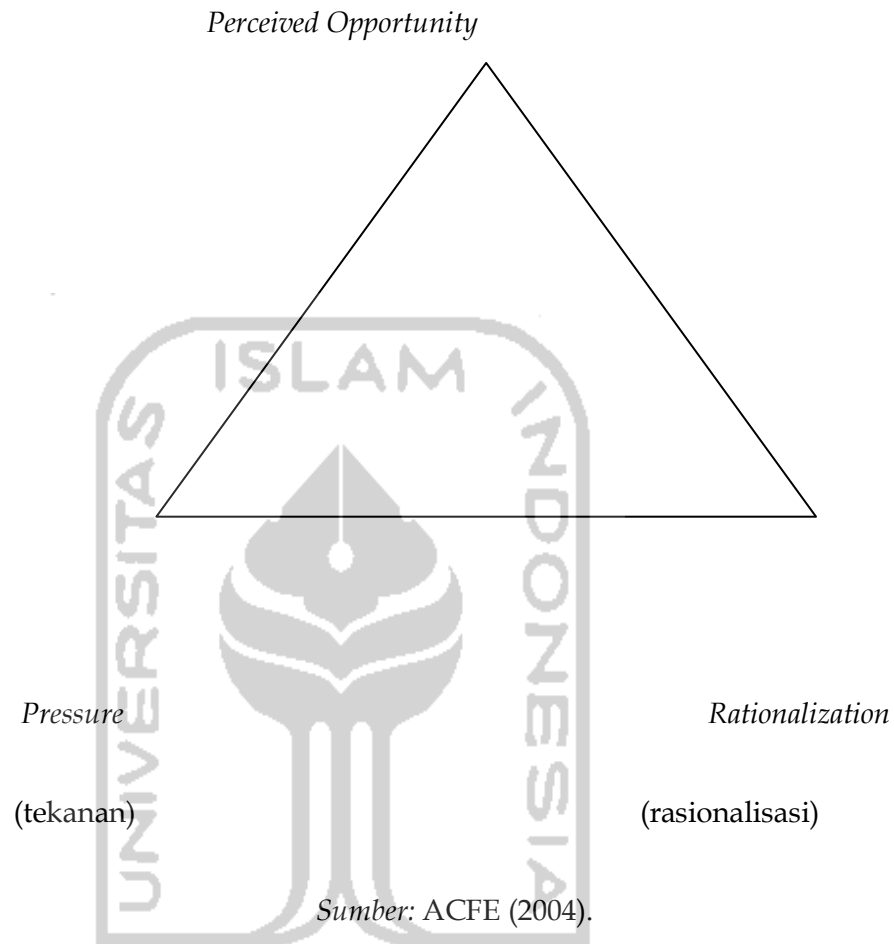 Perceived Opportunity
UNIVERSITAS ISLAM INDONESIA
Pressure Rationalization
(tekanan) (rasionalisasi)
Sumber: ACFE (2004).